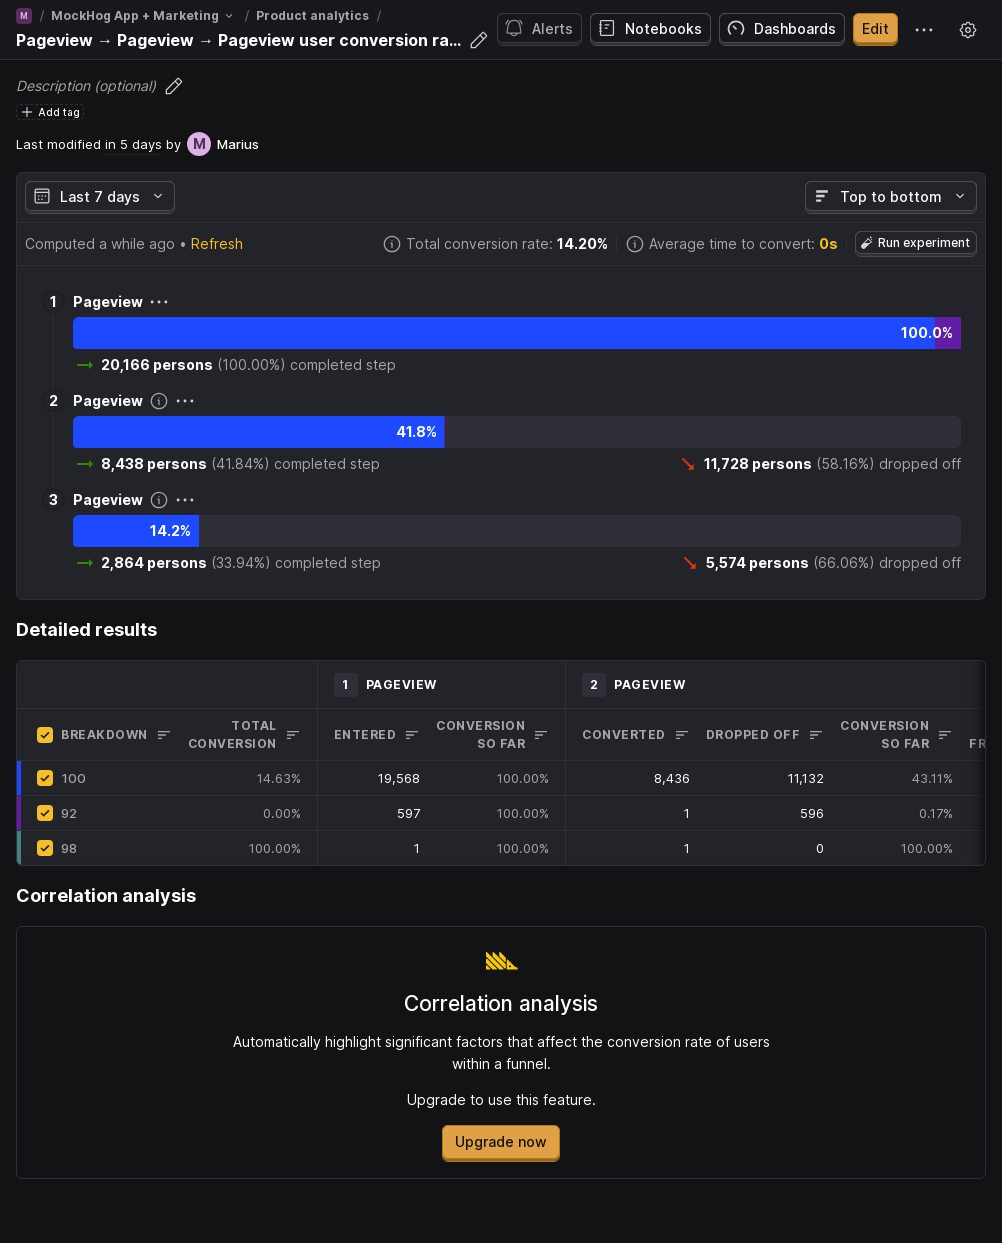 M / MockHog App + Marketing / Product analytics /
Pageview → Pageview → Pageview user conversion ra...
Alerts Notebooks Dashboards Edit
Description (optional)
Add tag
Last modified in 5 days by M Marius
Last 7 days Top to bottom
Computed a while ago • Refresh Total conversion rate: 14.20% Average time to convert: 0s Run experiment
1 Pageview
100.0%
20,166 persons (100.00%) completed step
2 Pageview
41.8%
8,438 persons (41.84%) completed step 11,728 persons (58.16%) dropped off
3 Pageview
14.2%
2,864 persons (33.94%) completed step 5,574 persons (66.06%) dropped off
Detailed results
1 PAGEVIEW 2 PAGEVIEW
BREAKDOWN TOTAL CONVERSION ENTERED CONVERSION SO FAR CONVERTED DROPPED OFF CONVERSION SO FAR
100 14.63% 19,568 100.00% 8,436 11,132 43.11%
92 0.00% 597 100.00% 1 596 0.17%
98 100.00% 1 100.00% 1 0 100.00%
Correlation analysis
Correlation analysis
Automatically highlight significant factors that affect the conversion rate of users
within a funnel.
Upgrade to use this feature.
Upgrade now